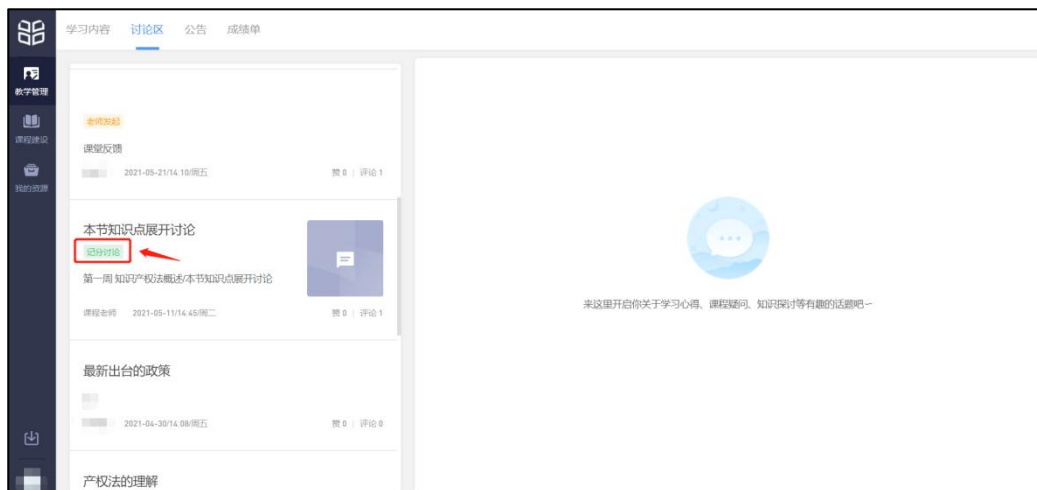 学习内容 讨论区 公告 成绩单
教学管理
课程建设
我的资源
老师发起
课堂反馈
2021-05-21/14:10/周五 赞 0 | 评论 1
本节知识点展开讨论
记分讨论
第一周 知识产权法概述/本节知识点展开讨论
课程老师 2021-05-11/14:45/周二 赞 0 | 评论 1
最新出台的政策
2021-04-30/14:08/周五 赞 0 | 评论 0
产权法的理解
来这里开启你关于学习心得、课程疑问、知识探讨等有趣的话题吧~